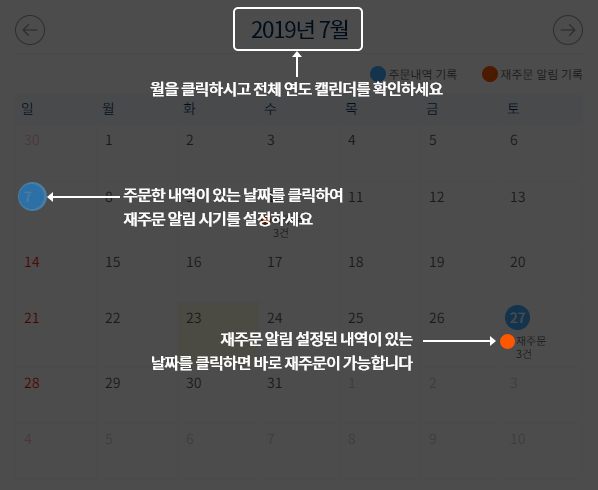 2019년 7월
주문내역 기록 재주문 알림 기록
월을 클릭하시고 전체 연도 캘린더를 확인하세요
일 월 화 수 목 금 토
30 1 2 3 4 5 6
7 8 11 12 13
주문한 내역이 있는 날짜를 클릭하여
재주문 알림 시기를 설정하세요
3건
14 15 16 17 18 19 20
21 22 23 24 25 26 27
재주문 알림 설정된 내역이 있는
날짜를 클릭하면 바로 재주문이 가능합니다
재주문
3건
28 29 30 31 1 2 3
4 5 6 7 8 9 10